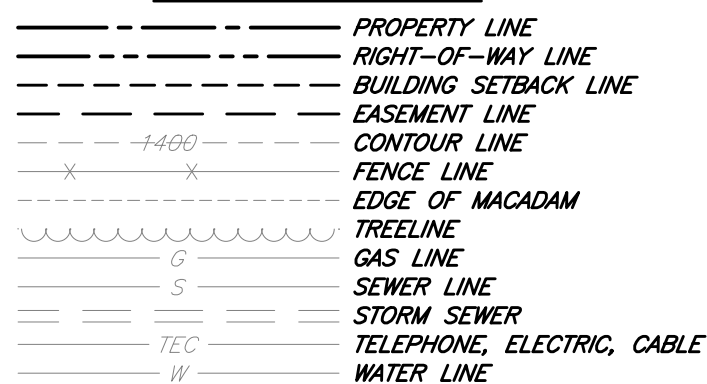 PROPERTY LINE
RIGHT-OF-WAY LINE
BUILDING SETBACK LINE
EASEMENT LINE
1400 CONTOUR LINE
X X FENCE LINE
EDGE OF MACADAM
TREELINE
G GAS LINE
S SEWER LINE
STORM SEWER
TEC TELEPHONE, ELECTRIC, CABLE
W WATER LINE